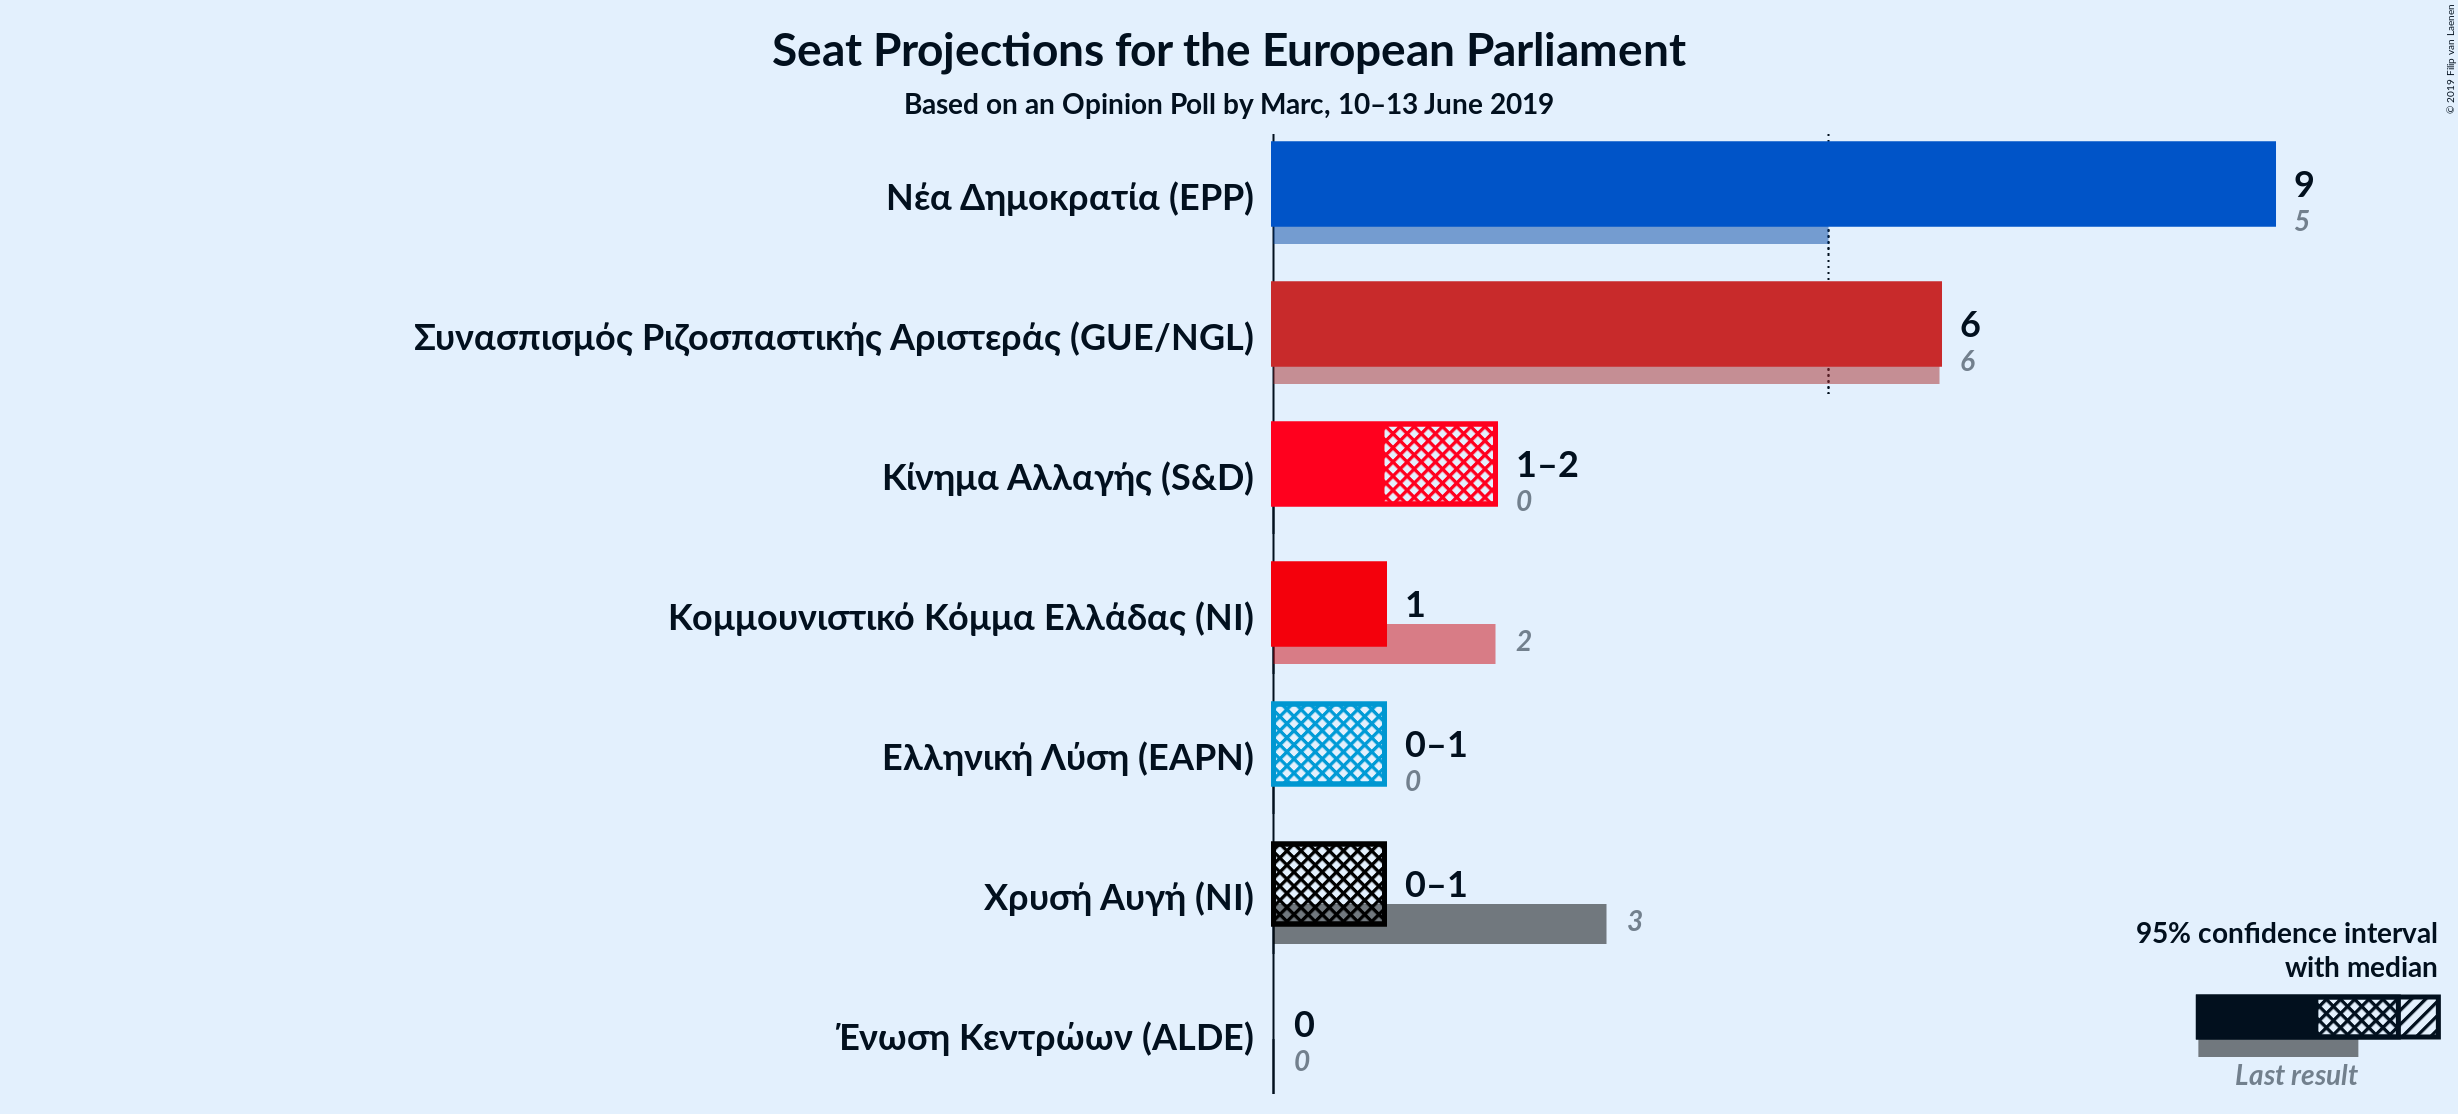 Seat Projections for the European Parliament
Based on an Opinion Poll by Marc, 10–13 June 2019
© 2019 Filip van Laenen
Νέα Δημοκρατία (EPP)
9
5
Συνασπισμός Ριζοσπαστικής Αριστεράς (GUE/NGL)
6
6
Κίνημα Αλλαγής (S&D)
1–2
0
Κομμουνιστικό Κόμμα Ελλάδας (NI)
1
2
Ελληνική Λύση (EAPN)
0–1
0
Χρυσή Αυγή (NI)
0–1
3
Ένωση Κεντρώων (ALDE)
0
0
95% confidence interval
with median
Last result